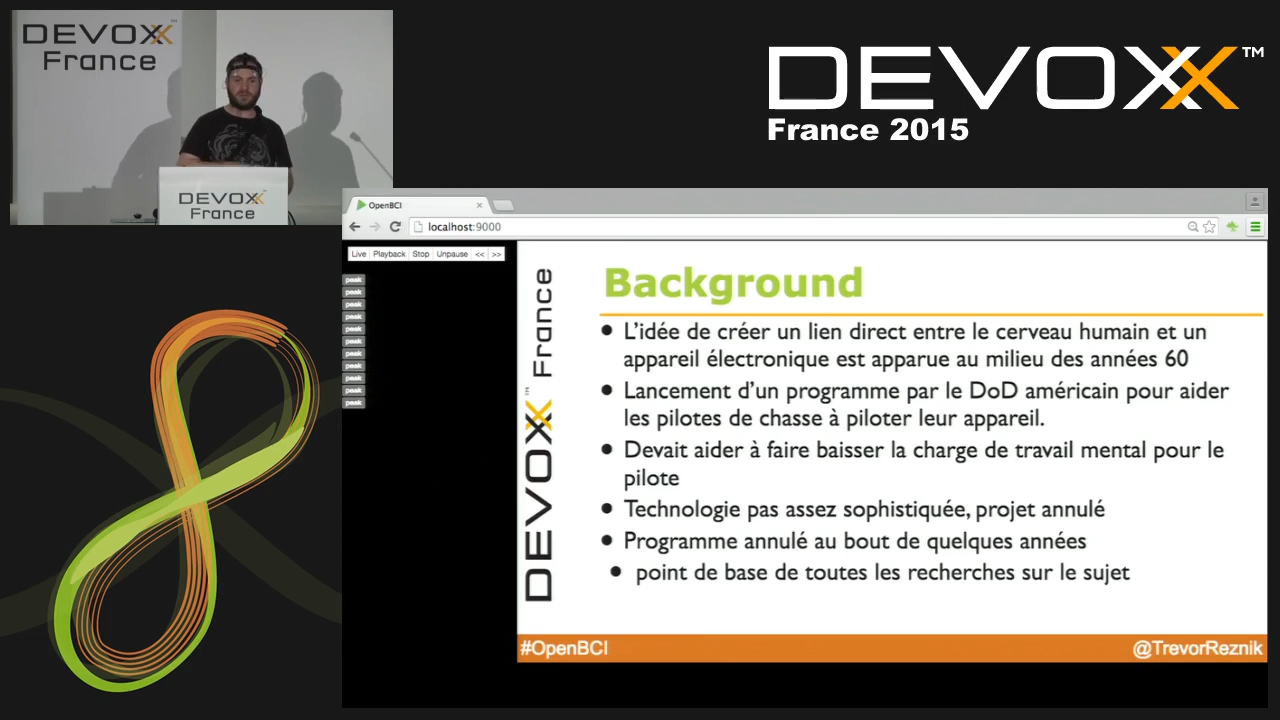 DEVOXX™
France
DEVOXX™
France
DEVOXX™
France 2015
OpenBCI
localhost:9000
Live Playback Stop Unpause << >>
peak
peak
peak
peak
peak
peak
peak
peak
peak
peak
peak
DEVOXX™ France
Background
• L’idée de créer un lien direct entre le cerveau humain et un
appareil électronique est apparue au milieu des années 60
• Lancement d’un programme par le DoD américain pour aider
les pilotes de chasse à piloter leur appareil.
• Devait aider à faire baisser la charge de travail mental pour le
pilote
• Technologie pas assez sophistiquée, projet annulé
• Programme annulé au bout de quelques années
• point de base de toutes les recherches sur le sujet
#OpenBCI
@TrevorReznik